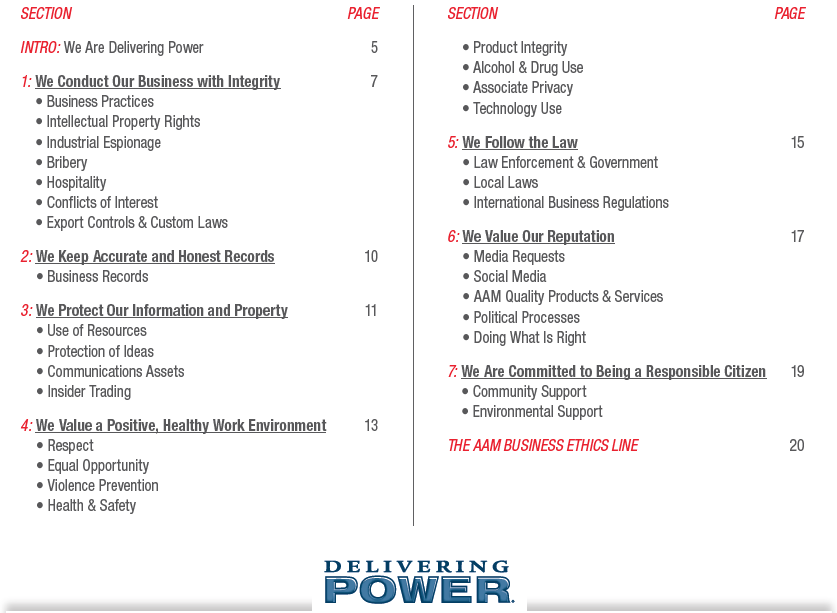 SECTION PAGE
INTRO: We Are Delivering Power 5
1: We Conduct Our Business with Integrity 7
• Business Practices
• Intellectual Property Rights
• Industrial Espionage
• Bribery
• Hospitality
• Conflicts of Interest
• Export Controls & Custom Laws
2: We Keep Accurate and Honest Records 10
• Business Records
3: We Protect Our Information and Property 11
• Use of Resources
• Protection of Ideas
• Communications Assets
• Insider Trading
4: We Value a Positive, Healthy Work Environment 13
• Respect
• Equal Opportunity
• Violence Prevention
• Health & Safety
SECTION PAGE
• Product Integrity
• Alcohol & Drug Use
• Associate Privacy
• Technology Use
5: We Follow the Law 15
• Law Enforcement & Government
• Local Laws
• International Business Regulations
6: We Value Our Reputation 17
• Media Requests
• Social Media
• AAM Quality Products & Services
• Political Processes
• Doing What Is Right
7: We Are Committed to Being a Responsible Citizen 19
• Community Support
• Environmental Support
THE AAM BUSINESS ETHICS LINE 20
DELIVERING
POWER.